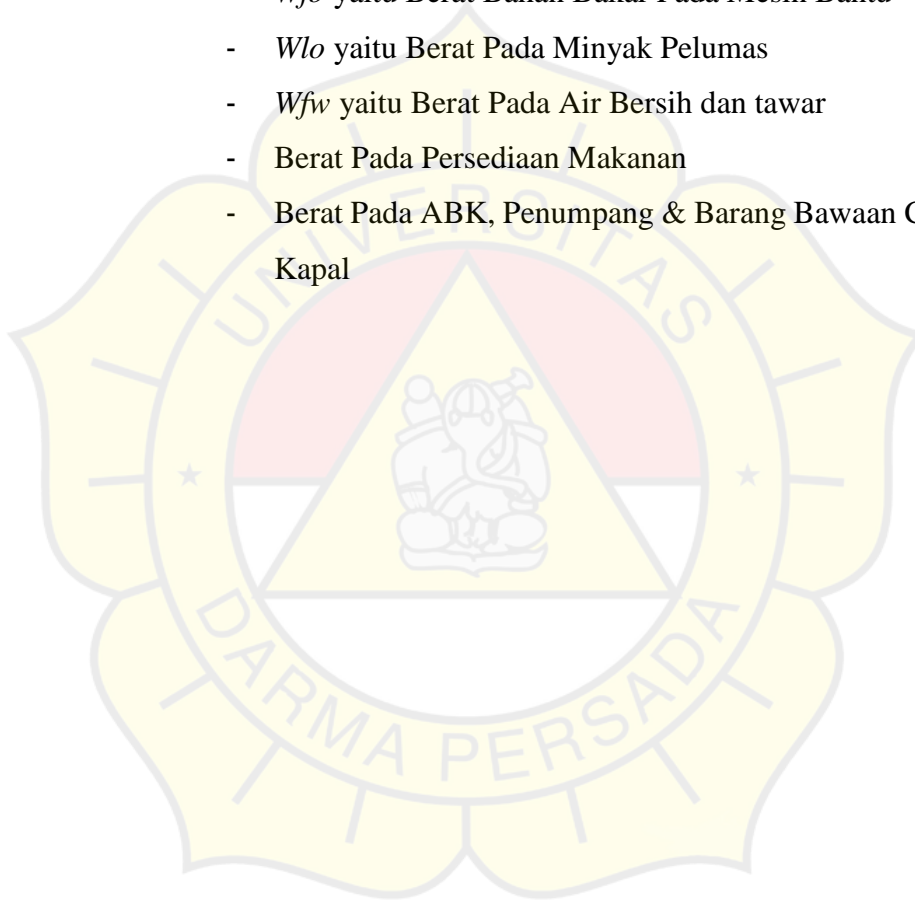 - Wfb yaitu Berat Bahan Bakar Pada Mesin Bantu
- Wlo yaitu Berat Pada Minyak Pelumas
- Wfw yaitu Berat Pada Air Bersih dan tawar
- Berat Pada Persediaan Makanan
- Berat Pada ABK, Penumpang & Barang Bawaan
Kapal
UNIVERSITAS
DARMA PERSADA